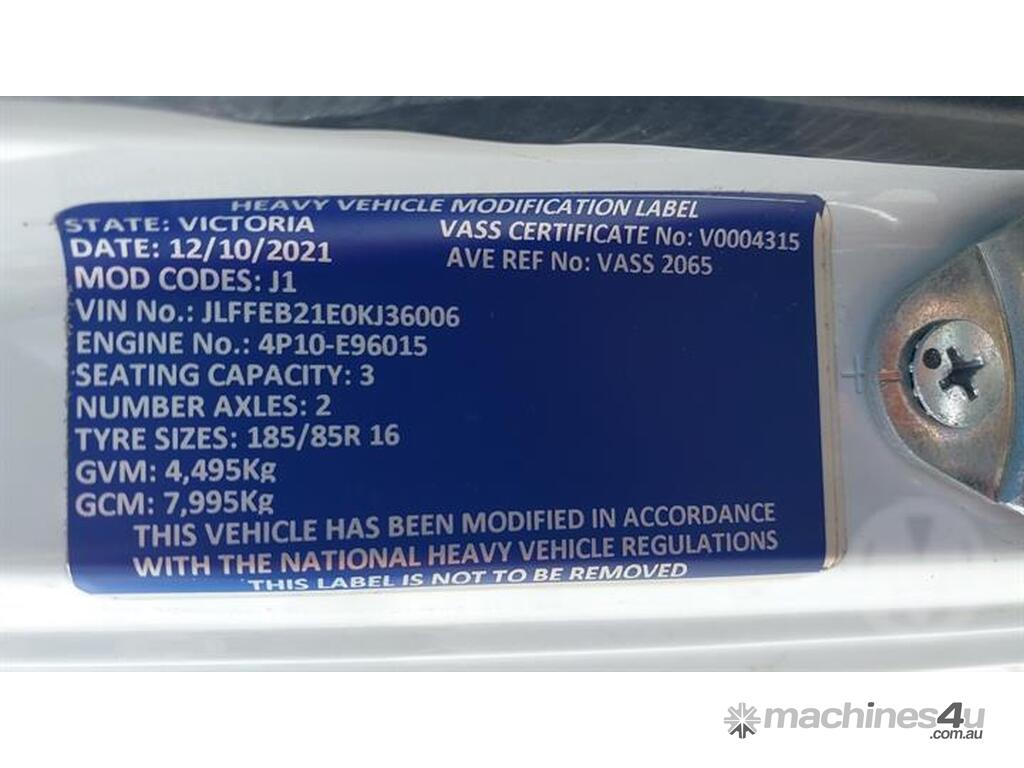 HEAVY VEHICLE MODIFICATION LABEL
STATE: VICTORIA VASS CERTIFICATE No: V0004315
DATE: 12/10/2021 AVE REF No: VASS 2065
MOD CODES: J1
VIN No.: JLFFEB21E0KJ36006
ENGINE No.: 4P10-E96015
SEATING CAPACITY: 3
NUMBER AXLES: 2
TYRE SIZES: 185/85R 16
GVM: 4,495Kg
GCM: 7,995Kg
THIS VEHICLE HAS BEEN MODIFIED IN ACCORDANCE
WITH THE NATIONAL HEAVY VEHICLE REGULATIONS
THIS LABEL IS NOT TO BE REMOVED
machines4u
.com.au